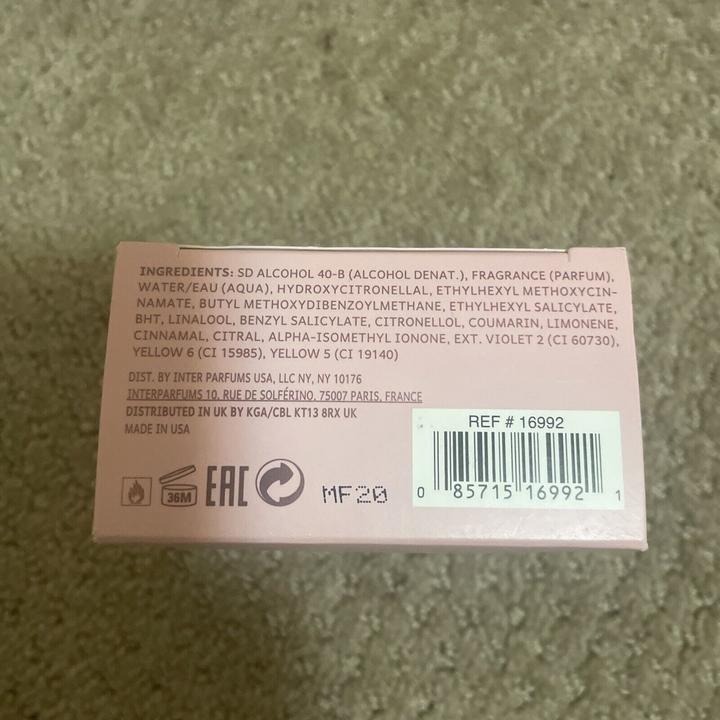 INGREDIENTS: SD ALCOHOL 40-B (ALCOHOL DENAT.), FRAGRANCE (PARFUM),
WATER/EAU (AQUA), HYDROXYCITRONELLAL, ETHYLHEXYL METHOXYCIN-
NAMATE, BUTYL METHOXYDIBENZOYLMETHANE, ETHYLHEXYL SALICYLATE,
BHT, LINALOOL, BENZYL SALICYLATE, CITRONELLOL, COUMARIN, LIMONENE,
CINNAMAL, CITRAL, ALPHA-ISOMETHYL IONONE, EXT. VIOLET 2 (CI 60730),
YELLOW 6 (CI 15985), YELLOW 5 (CI 19140)
DIST. BY INTER PARFUMS USA, LLC NY, NY 10176
INTERPARFUMS 10, RUE DE SOLFÉRINO, 75007 PARIS, FRANCE
DISTRIBUTED IN UK BY KGA/CBL KT13 8RX UK
MADE IN USA
REF # 16992
36M
EAC
MF20
0 85715 16992 1